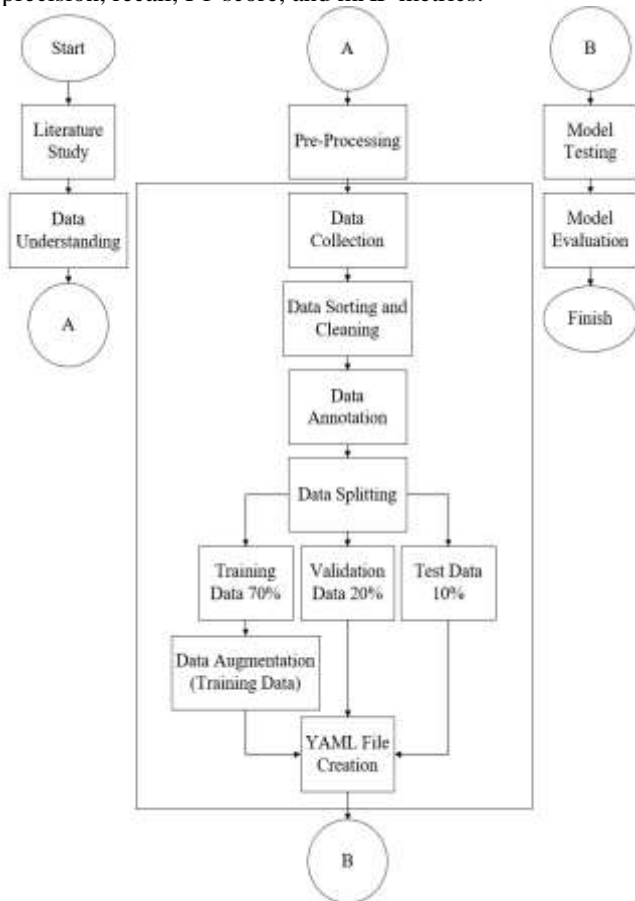 precision, recall, F1-score, and mAP metrics.
Start
Literature
Study
Data
Understanding
A
A
Pre-Processing
Data
Collection
Data Sorting and
Cleaning
Data
Annotation
Data Splitting
Training
Data 70%
Validation
Data 20%
Test Data
10%
Data Augmentation
(Training Data)
YAML File
Creation
B
B
Model
Testing
Model
Evaluation
Finish